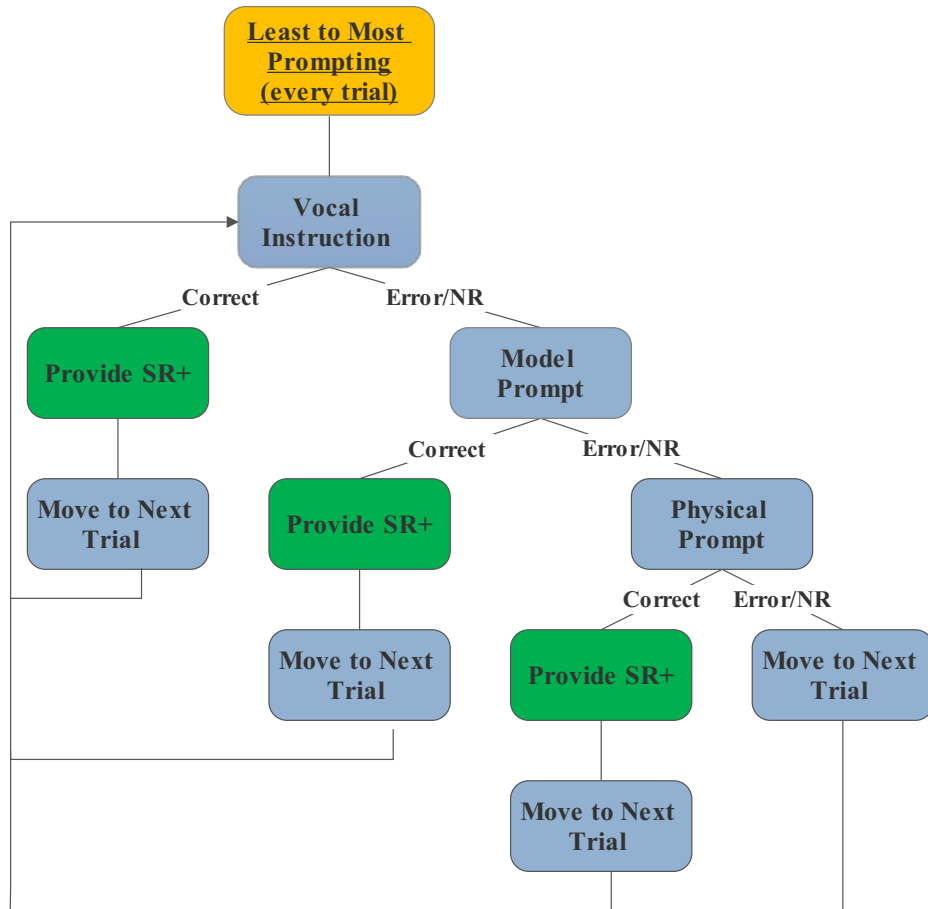 Least to Most
Prompting
(every trial)
Vocal
Instruction
Correct
Error/NR
Provide SR+
Model
Prompt
Correct
Error/NR
Move to Next
Trial
Provide SR+
Physical
Prompt
Correct
Error/NR
Move to Next
Trial
Provide SR+
Move to Next
Trial
Move to Next
Trial